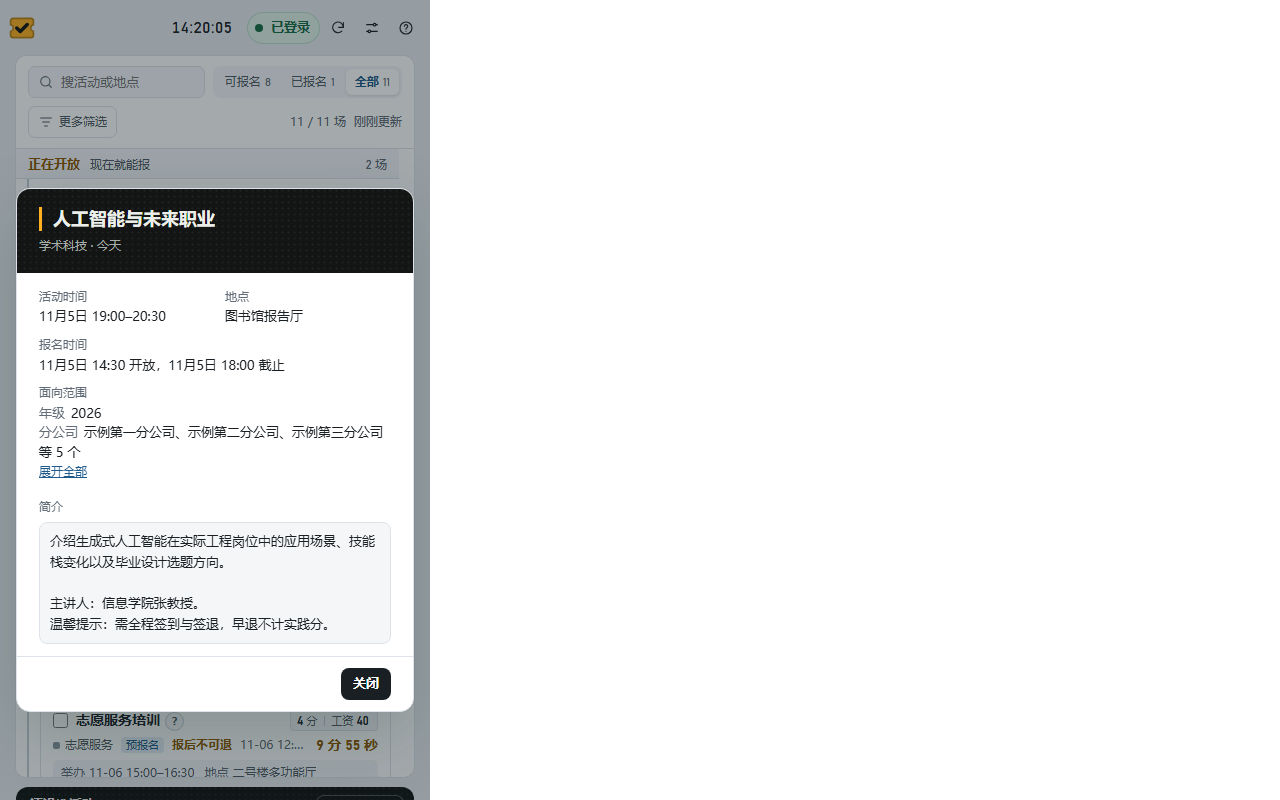 14:20:05 已登录
搜活动或地点 可报名 8 已报名 1 全部 11
更多筛选 11 / 11 场 刚刚更新
正在开放 现在就能报 2 场
人工智能与未来职业
学术科技 · 今天
活动时间 地点
11月5日 19:00–20:30 图书馆报告厅
报名时间
11月5日 14:30 开放，11月5日 18:00 截止
面向范围
年级 2026
分公司 示例第一分公司、示例第二分公司、示例第三分公司
等 5 个
展开全部
简介
介绍生成式人工智能在实际工程岗位中的应用场景、技能
栈变化以及毕业设计选题方向。
主讲人：信息学院张教授。
温馨提示：需全程签到与签退，早退不计实践分。
关闭
志愿服务培训 ? 4 分 工资 40
志愿服务 预报名 报后不可退 11-06 12:... 9 分 55 秒
举办 11-06 15:00–16:30 地点 二号楼多功能厅